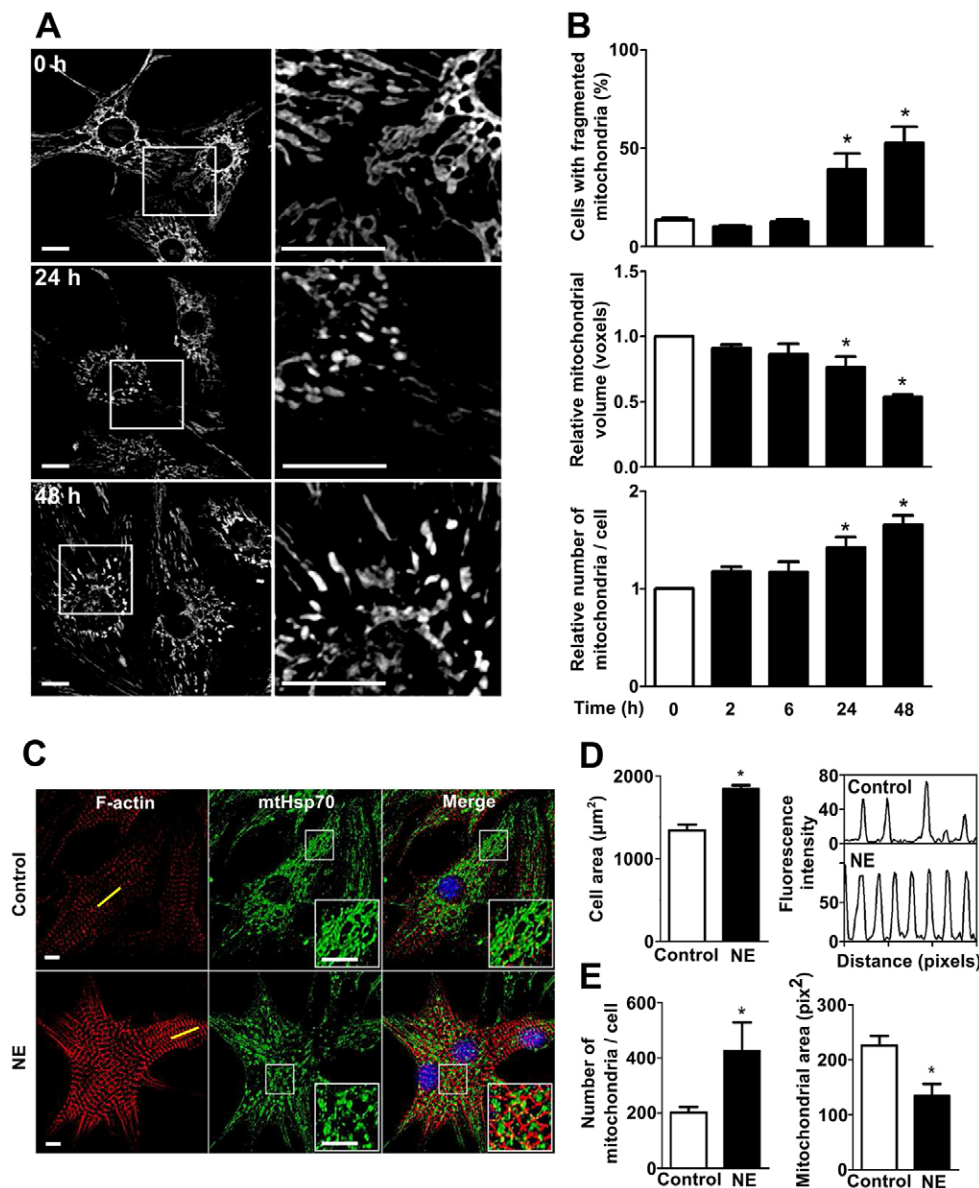 A
0 h
24 h
48 h
B
Cells with fragmented
mitochondria (%)
100
50
0
*
*
Relative mitochondrial
volume (voxels)
1.5
1.0
0.5
0.0
*
*
Relative number of
mitochondria / cell
2
1
0
*
*
Time (h)
0
2
6
24
48
C
F-actin
mtHsp70
Merge
Control
NE
D
Cell area (µm²)
2000
1000
0
*
Control
NE
Fluorescence
intensity
80
40
0
Control
50
0
NE
Distance (pixels)
E
Number of
mitochondria / cell
600
400
200
0
*
Control
NE
Mitochondrial area (pix²)
300
200
100
0
*
Control
NE